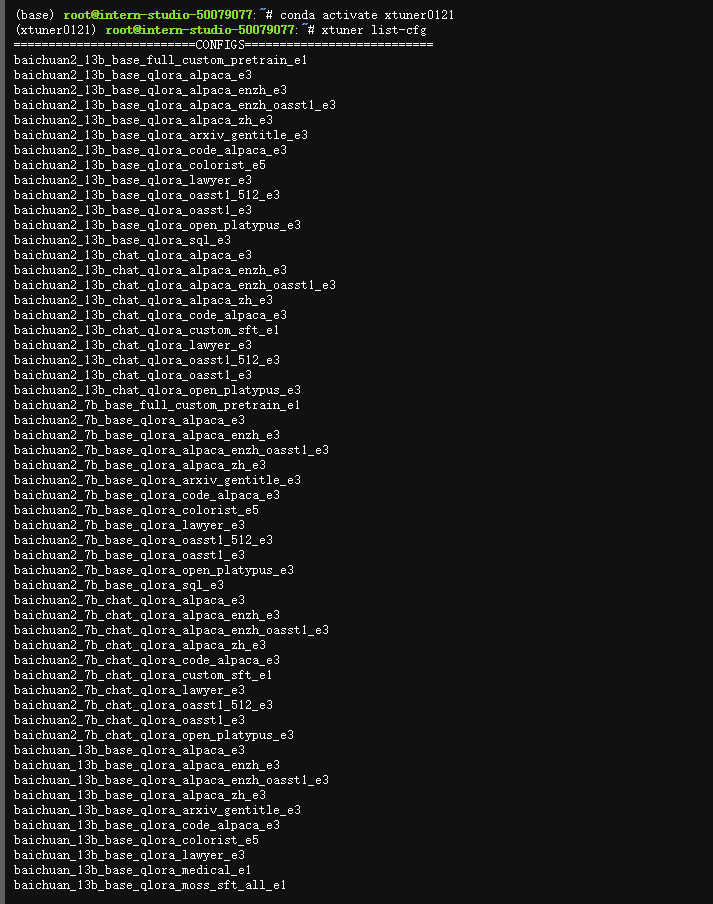 (base) root@intern-studio-50079077:~# conda activate xtuner0121
(xtuner0121) root@intern-studio-50079077:~# xtuner list-cfg
==========================CONFIGS===========================
baichuan2_13b_base_full_custom_pretrain_e1
baichuan2_13b_base_qlora_alpaca_e3
baichuan2_13b_base_qlora_alpaca_enzh_e3
baichuan2_13b_base_qlora_alpaca_enzh_oasst1_e3
baichuan2_13b_base_qlora_alpaca_zh_e3
baichuan2_13b_base_qlora_arxiv_gentitle_e3
baichuan2_13b_base_qlora_code_alpaca_e3
baichuan2_13b_base_qlora_colorist_e5
baichuan2_13b_base_qlora_lawyer_e3
baichuan2_13b_base_qlora_oasst1_512_e3
baichuan2_13b_base_qlora_oasst1_e3
baichuan2_13b_base_qlora_open_platypus_e3
baichuan2_13b_base_qlora_sql_e3
baichuan2_13b_chat_qlora_alpaca_e3
baichuan2_13b_chat_qlora_alpaca_enzh_e3
baichuan2_13b_chat_qlora_alpaca_enzh_oasst1_e3
baichuan2_13b_chat_qlora_alpaca_zh_e3
baichuan2_13b_chat_qlora_code_alpaca_e3
baichuan2_13b_chat_qlora_custom_sft_e1
baichuan2_13b_chat_qlora_lawyer_e3
baichuan2_13b_chat_qlora_oasst1_512_e3
baichuan2_13b_chat_qlora_oasst1_e3
baichuan2_13b_chat_qlora_open_platypus_e3
baichuan2_7b_base_full_custom_pretrain_e1
baichuan2_7b_base_qlora_alpaca_e3
baichuan2_7b_base_qlora_alpaca_enzh_e3
baichuan2_7b_base_qlora_alpaca_enzh_oasst1_e3
baichuan2_7b_base_qlora_alpaca_zh_e3
baichuan2_7b_base_qlora_arxiv_gentitle_e3
baichuan2_7b_base_qlora_code_alpaca_e3
baichuan2_7b_base_qlora_colorist_e5
baichuan2_7b_base_qlora_lawyer_e3
baichuan2_7b_base_qlora_oasst1_512_e3
baichuan2_7b_base_qlora_oasst1_e3
baichuan2_7b_base_qlora_open_platypus_e3
baichuan2_7b_base_qlora_sql_e3
baichuan2_7b_chat_qlora_alpaca_e3
baichuan2_7b_chat_qlora_alpaca_enzh_e3
baichuan2_7b_chat_qlora_alpaca_enzh_oasst1_e3
baichuan2_7b_chat_qlora_alpaca_zh_e3
baichuan2_7b_chat_qlora_code_alpaca_e3
baichuan2_7b_chat_qlora_custom_sft_e1
baichuan2_7b_chat_qlora_lawyer_e3
baichuan2_7b_chat_qlora_oasst1_512_e3
baichuan2_7b_chat_qlora_oasst1_e3
baichuan2_7b_chat_qlora_open_platypus_e3
baichuan_13b_base_qlora_alpaca_e3
baichuan_13b_base_qlora_alpaca_enzh_e3
baichuan_13b_base_qlora_alpaca_enzh_oasst1_e3
baichuan_13b_base_qlora_alpaca_zh_e3
baichuan_13b_base_qlora_arxiv_gentitle_e3
baichuan_13b_base_qlora_code_alpaca_e3
baichuan_13b_base_qlora_colorist_e5
baichuan_13b_base_qlora_lawyer_e3
baichuan_13b_base_qlora_medical_e1
baichuan_13b_base_qlora_moss_sft_all_e1